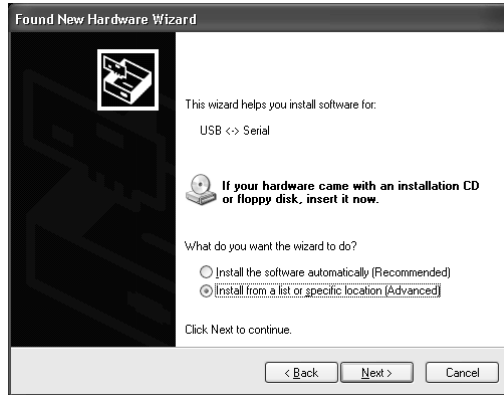 Found New Hardware Wizard
This wizard helps you install software for:
USB <-> Serial
If your hardware came with an installation CD
or floppy disk, insert it now.
What do you want the wizard to do?
Install the software automatically (Recommended)
Install from a list or specific location (Advanced)
Click Next to continue.
< Back Next > Cancel